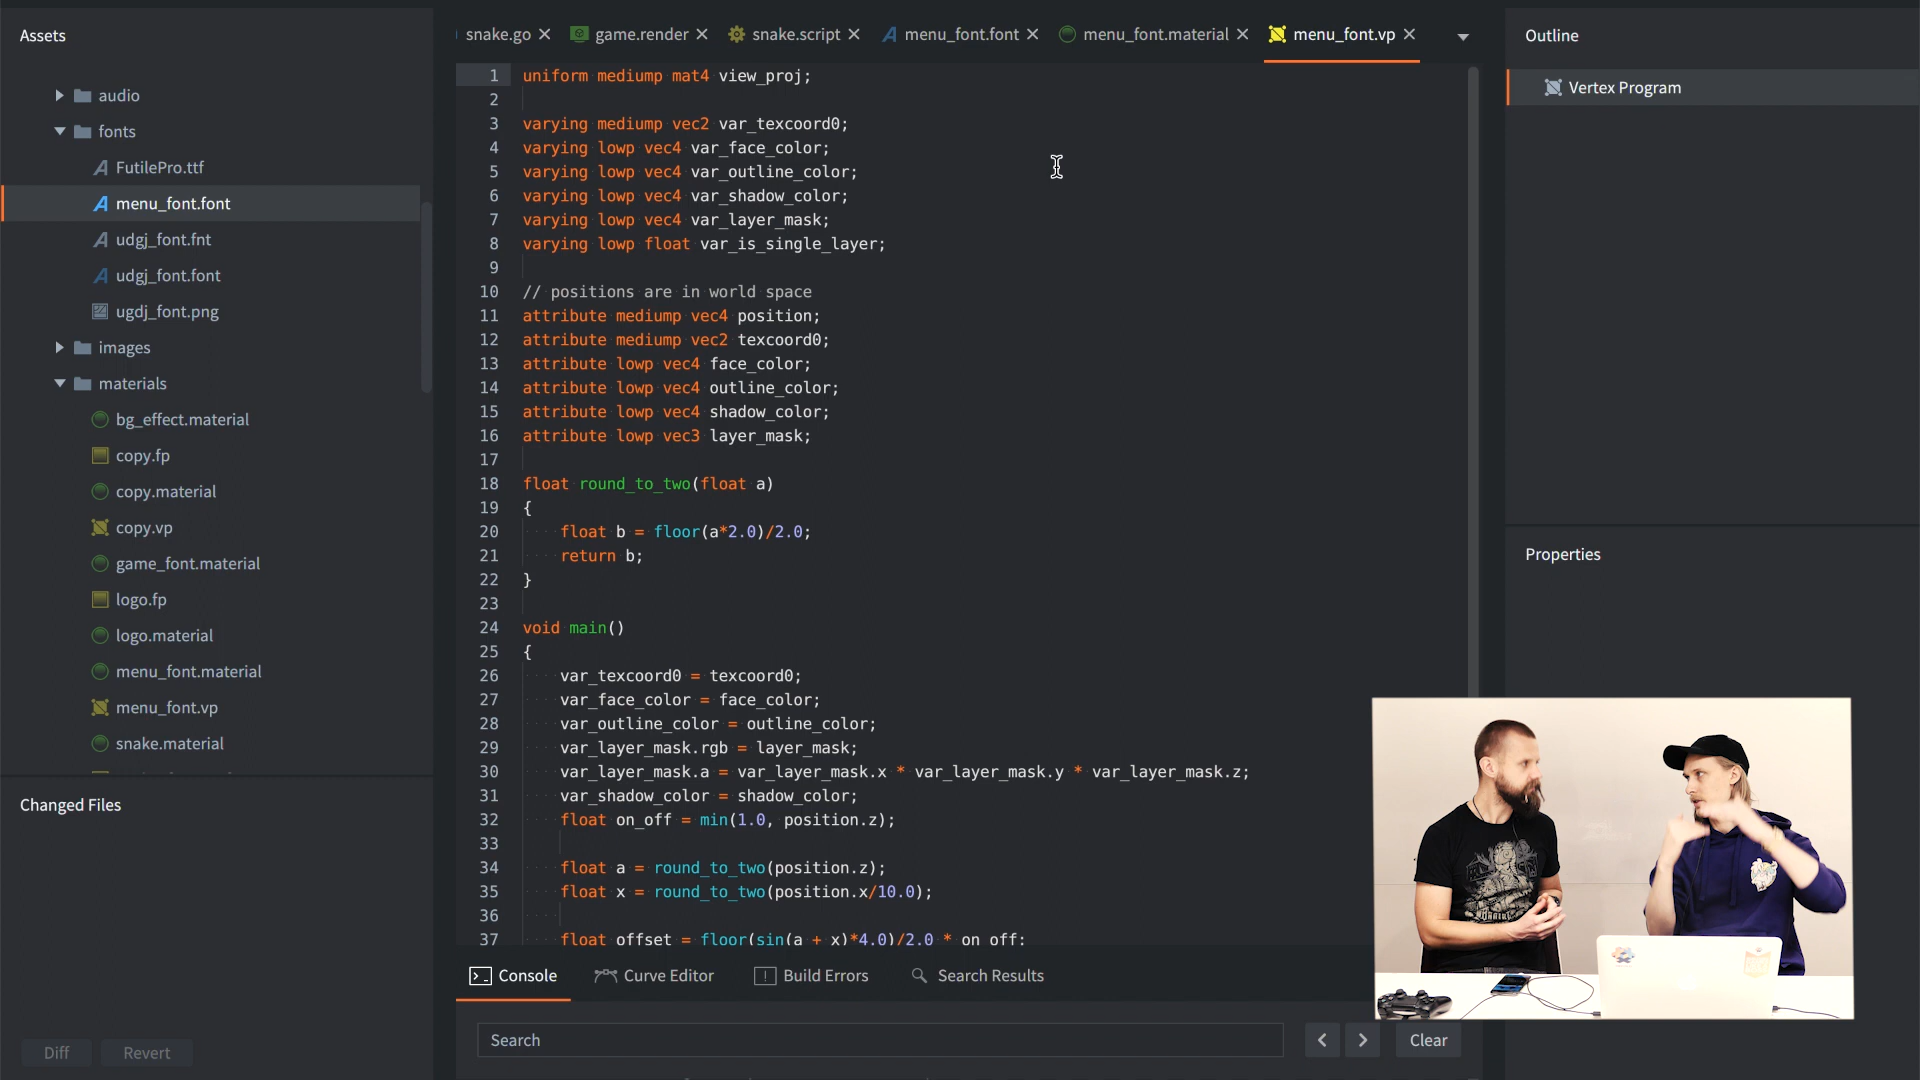 Assets
audio
fonts
FutilePro.ttf
menu_font.font
udgj_font.fnt
udgj_font.font
ugdj_font.png
images
materials
bg_effect.material
copy.fp
copy.material
copy.vp
game_font.material
logo.fp
logo.material
menu_font.material
menu_font.vp
snake.material
Changed Files
Diff
Revert
snake.go
game.render
snake.script
menu_font.font
menu_font.material
menu_font.vp
1 uniform mediump mat4 view_proj;
2
3 varying mediump vec2 var_texcoord0;
4 varying lowp vec4 var_face_color;
5 varying lowp vec4 var_outline_color;
6 varying lowp vec4 var_shadow_color;
7 varying lowp vec4 var_layer_mask;
8 varying lowp float var_is_single_layer;
9
10 // positions are in world space
11 attribute mediump vec4 position;
12 attribute mediump vec2 texcoord0;
13 attribute lowp vec4 face_color;
14 attribute lowp vec4 outline_color;
15 attribute lowp vec4 shadow_color;
16 attribute lowp vec3 layer_mask;
17
18 float round_to_two(float a)
19 {
20 float b = floor(a*2.0)/2.0;
21 return b;
22 }
23
24 void main()
25 {
26 var_texcoord0 = texcoord0;
27 var_face_color = face_color;
28 var_outline_color = outline_color;
29 var_layer_mask.rgb = layer_mask;
30 var_layer_mask.a = var_layer_mask.x * var_layer_mask.y * var_layer_mask.z;
31 var_shadow_color = shadow_color;
32 float on_off = min(1.0, position.z);
33
34 float a = round_to_two(position.z);
35 float x = round_to_two(position.x/10.0);
36
37 float offset = floor(sin(a + x)*4.0)/2.0 * on_off;
Console
Curve Editor
Build Errors
Search Results
Search
Clear
Outline
Vertex Program
Properties